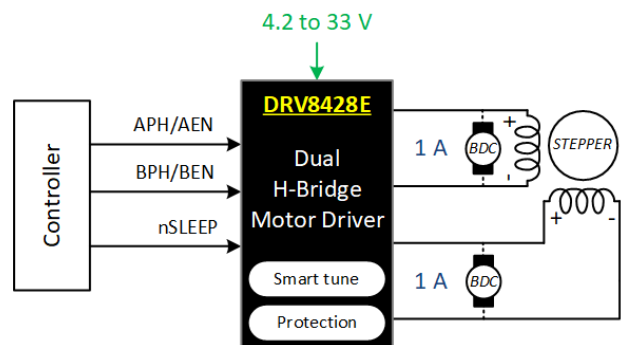 4.2 to 33 V
Controller
APH/AEN
BPH/BEN
nSLEEP
DRV8428E
Dual
H-Bridge
Motor Driver
Smart tune
Protection
1 A
BDC
+
-
STEPPER
+ -
1 A
BDC